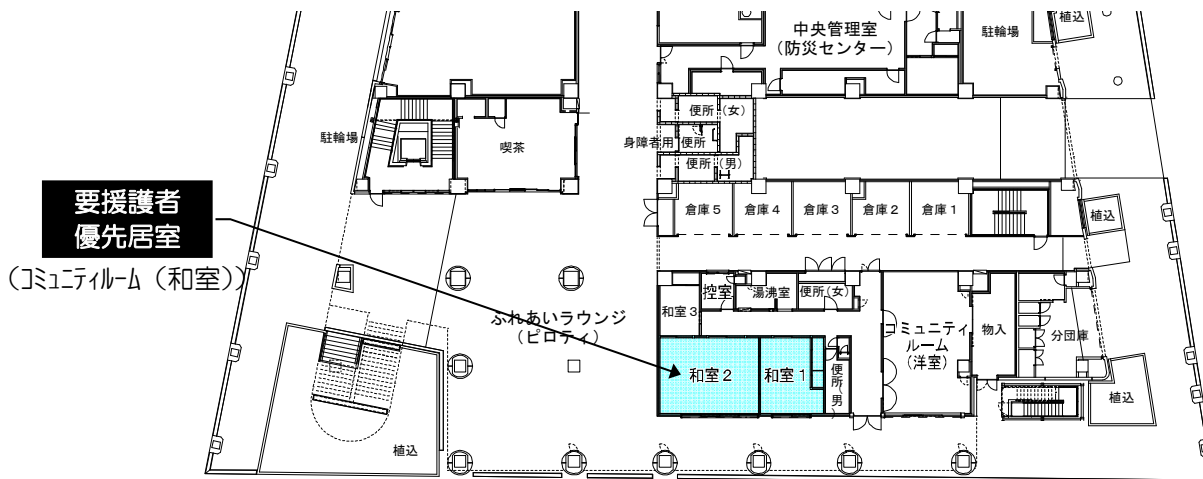 中央管理室
（防災センター）
駐輪場
植込
便所（女）
身障者用 便所
便所（男）
駐輪場
喫茶
倉庫５
倉庫４
倉庫３
倉庫２
倉庫１
植込
要援護者
優先居室
（コミュニティルーム（和室））
控室
湯沸室
便所（女）
和室３
ふれあいラウンジ
（ピロティ）
コミュニティ
ルーム
（洋室）
物入
分団庫
和室２
和室１
便所（男）
植込
植込